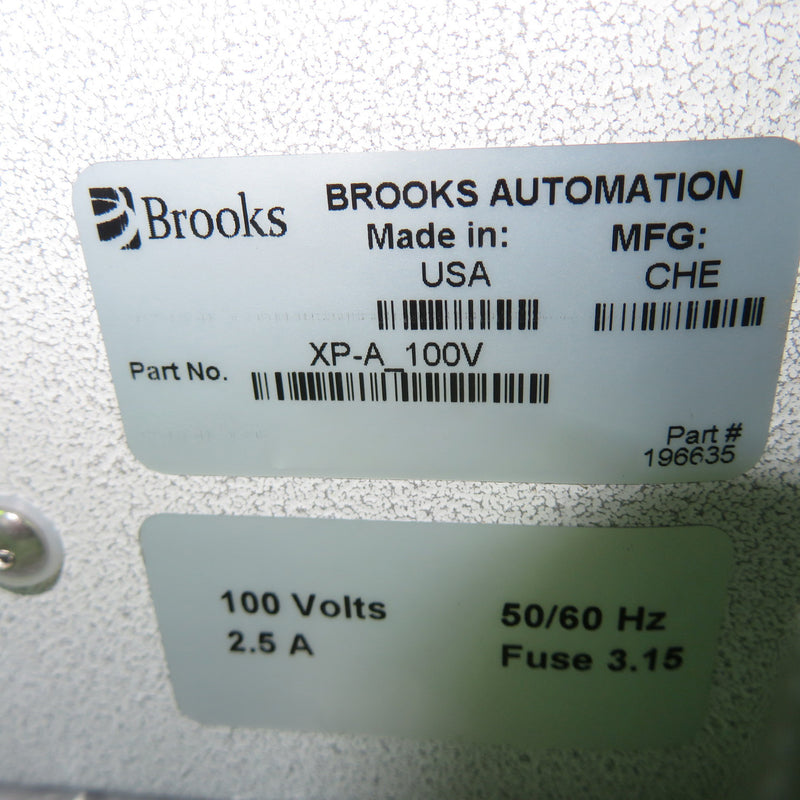 Brooks
BROOKS AUTOMATION
Made in:
USA
MFG:
CHE
Part No.
XP-A_100V
Part #
196635
100 Volts
2.5 A
50/60 Hz
Fuse 3.15